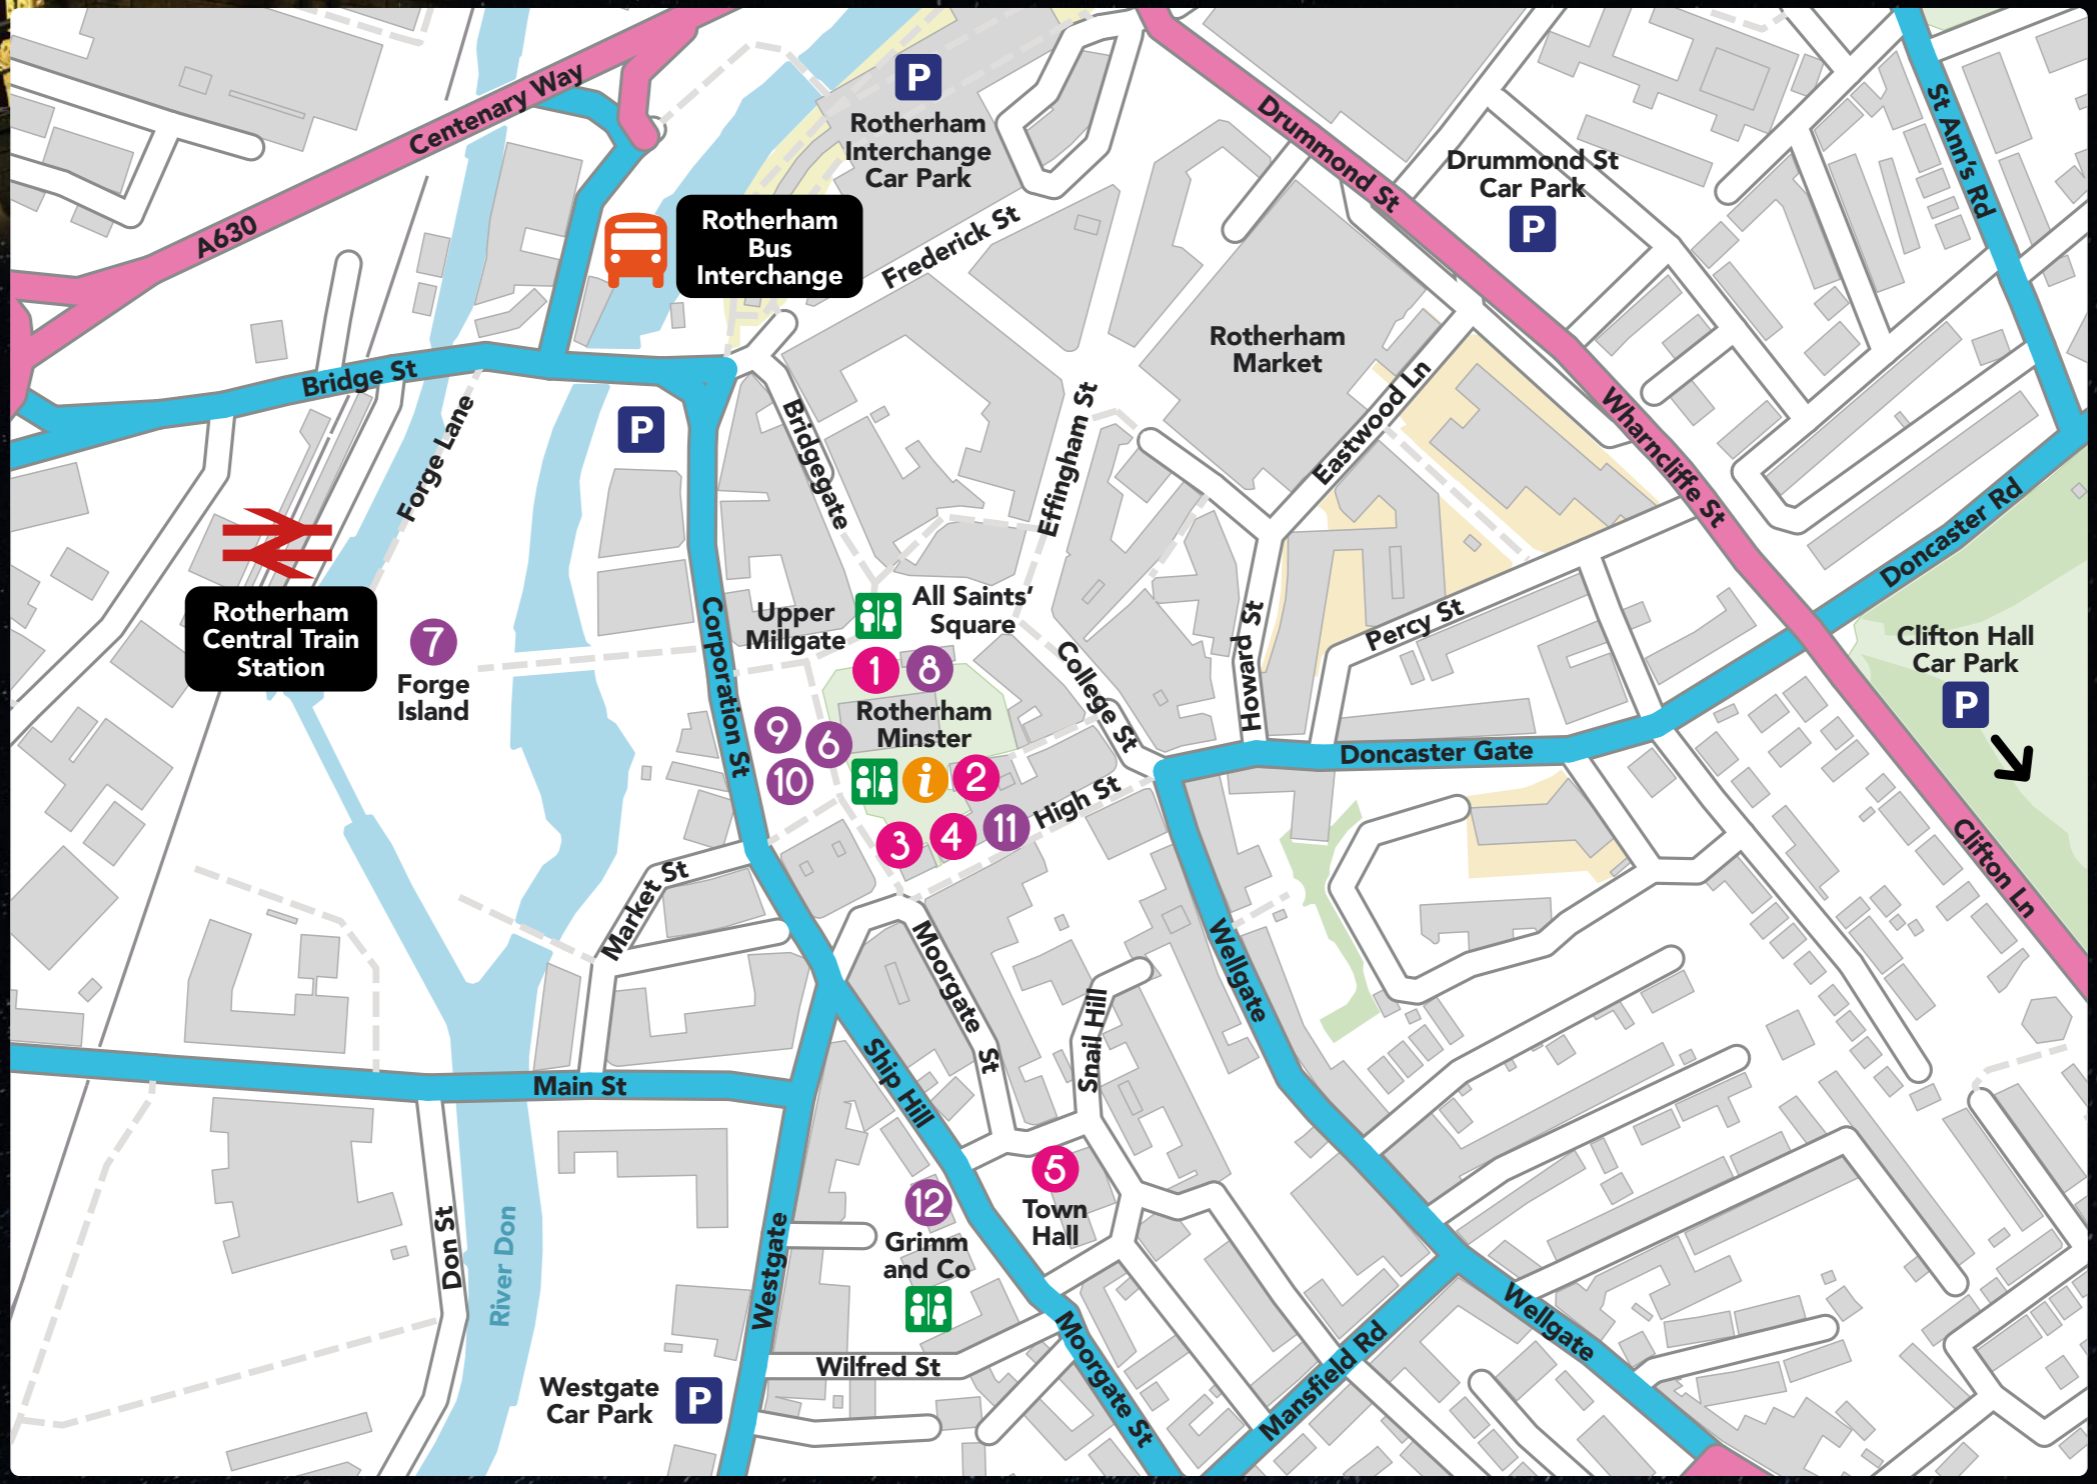 Centenary Way
A630
P
Rotherham
Interchange
Car Park
Drummond St
Drummond St
Car Park
P
St Ann's Rd
Rotherham
Bus
Interchange
Frederick St
Rotherham
Market
Bridge St
P
Forge Lane
Bridgegate
Effingham St
Eastwood Ln
Wharncliffe St
Doncaster Rd
Rotherham
Central Train
Station
7
Forge
Island
Corporation St
Upper
Millgate
All Saints'
Square
1
8
College St
Howard St
Percy St
Clifton Hall
Car Park
P
Rotherham
Minster
9
6
10
i
2
3
4
11
High St
Doncaster Gate
Clifton Ln
Market St
Moorgate St
Wellgate
Snail Hill
Ship Hill
Main St
5
Town
Hall
12
Grimm
and Co
Don St
River Don
Westgate
Wilfred St
Westgate
Car Park
P
Moorgate St
Mansfield Rd
Wellgate